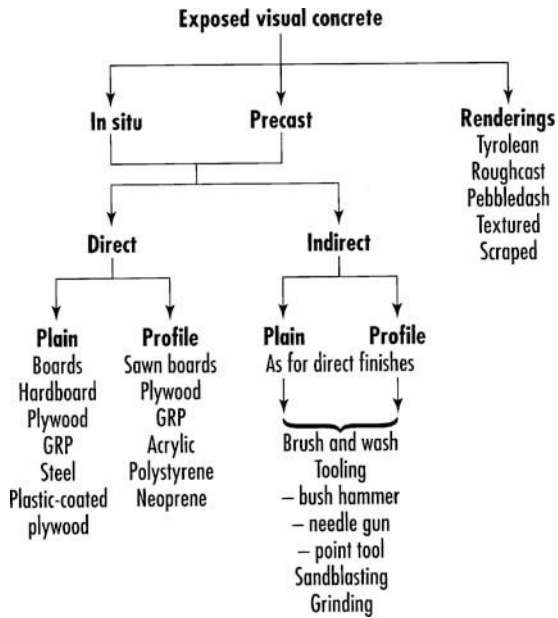 Exposed visual concrete
In situ
Precast
Renderings
Tyrolean
Roughcast
Pebbledash
Textured
Scraped
Direct
Indirect
Plain
Boards
Hardboard
Plywood
GRP
Steel
Plastic-coated
plywood
Profile
Sawn boards
Plywood
GRP
Acrylic
Polystyrene
Neoprene
Plain
Profile
As for direct finishes
Brush and wash
Tooling
– bush hammer
– needle gun
– point tool
Sandblasting
Grinding